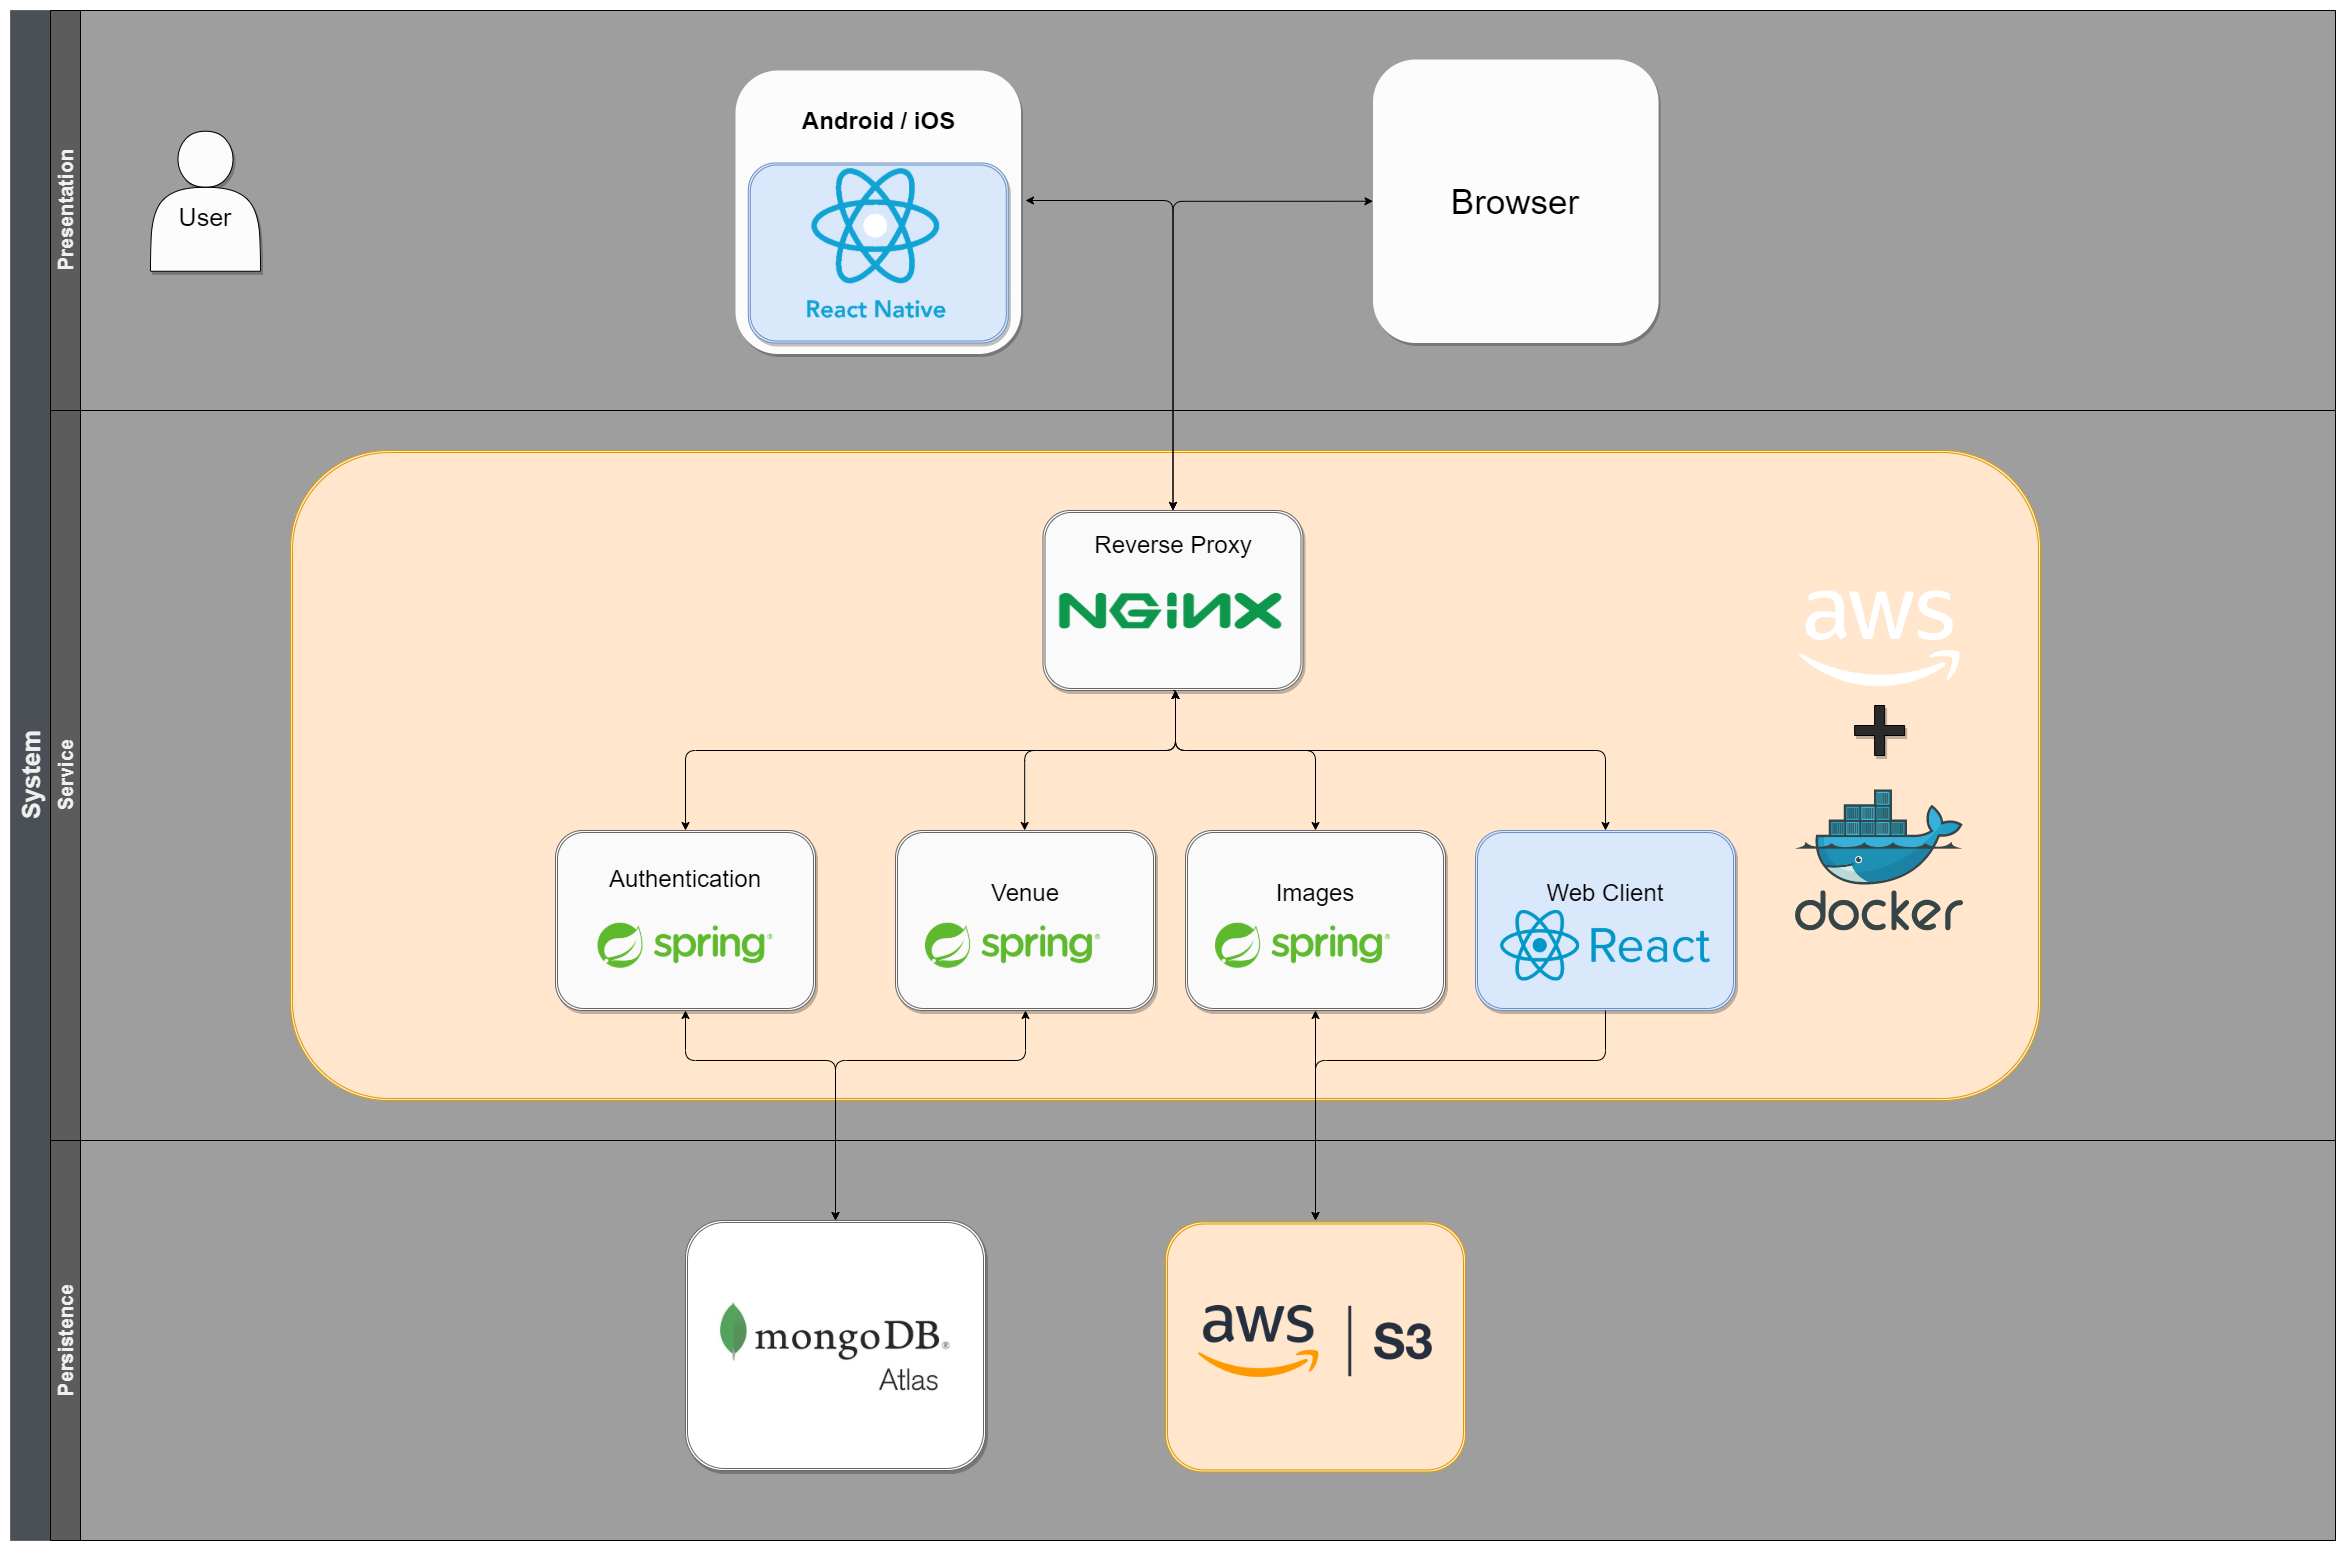 System
Presentation
User
Android / iOS
React Native
Browser
Service
Reverse Proxy
NGINX
aws
docker
Authentication
spring®
Venue
spring®
Images
spring®
Web Client
React
Persistence
mongoDB®
Atlas
aws | S3